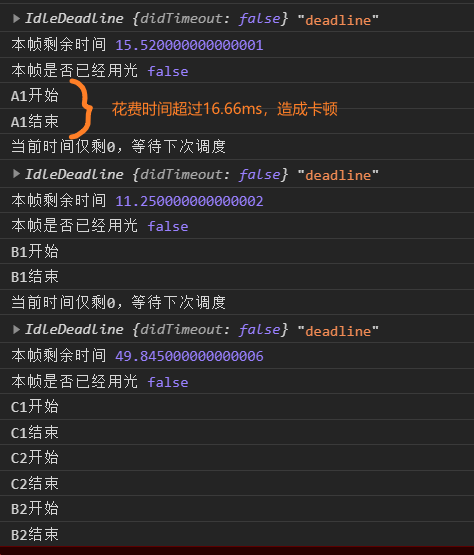 IdleDeadline {didTimeout: false} "deadline"
本帧剩余时间 15.520000000000001
本帧是否已经用光 false
A1开始
花费时间超过16.66ms，造成卡顿
A1结束
当前时间仅剩0，等待下次调度
IdleDeadline {didTimeout: false} "deadline"
本帧剩余时间 11.250000000000002
本帧是否已经用光 false
B1开始
B1结束
当前时间仅剩0，等待下次调度
IdleDeadline {didTimeout: false} "deadline"
本帧剩余时间 49.845000000000006
本帧是否已经用光 false
C1开始
C1结束
C2开始
C2结束
B2开始
B2结束